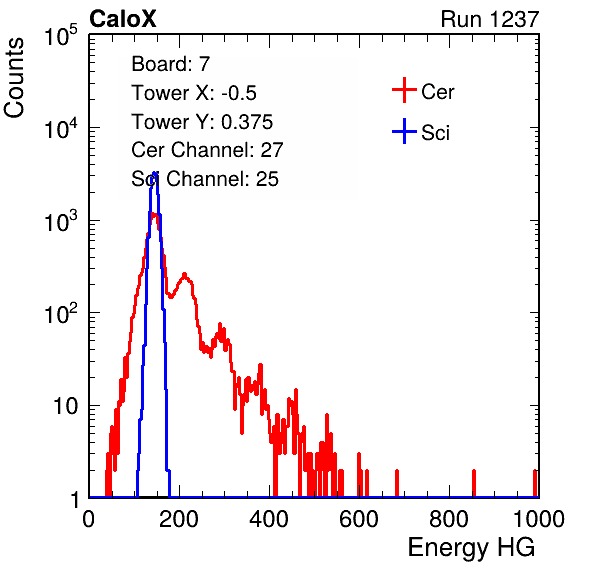 CaloX Run 1237
Counts
Board: 7
Tower X: -0.5
Tower Y: 0.375
Cer Channel: 27
Sci Channel: 25
Cer
Sci
10^5
10^4
10^3
10^2
10
1
0 200 400 600 800 1000
Energy HG